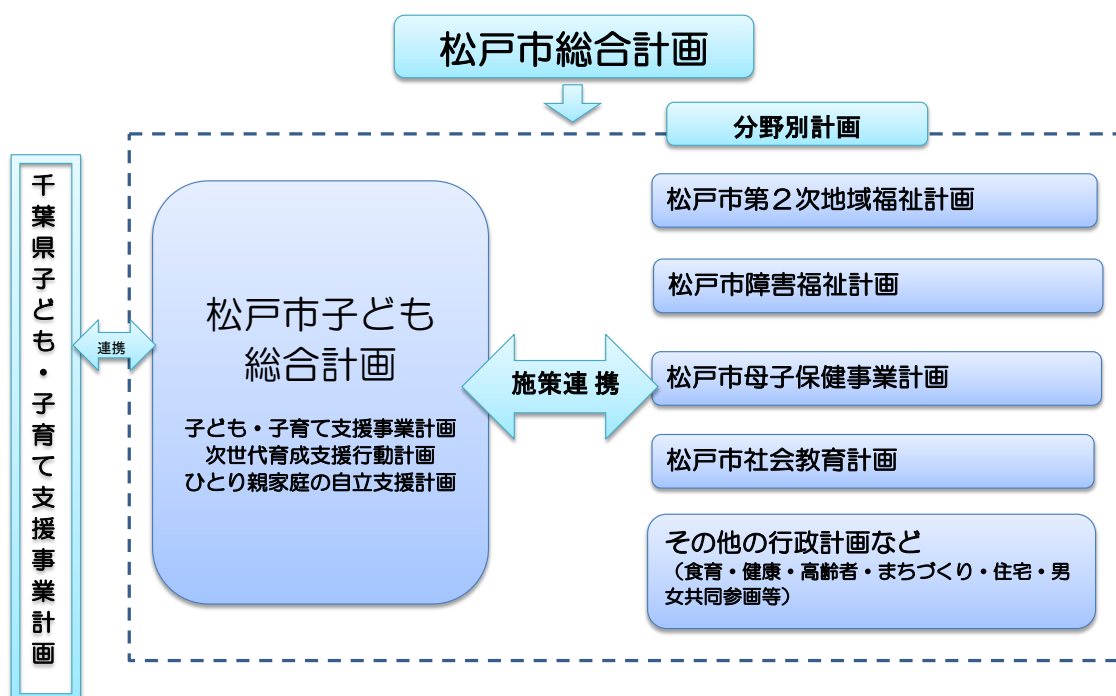 松戸市総合計画
分野別計画
千葉県子ども・子育て支援事業計画
連携
松戸市子ども
総合計画
子ども・子育て支援事業計画
次世代育成支援行動計画
ひとり親家庭の自立支援計画
施策連 携
松戸市第2次地域福祉計画
松戸市障害福祉計画
松戸市母子保健事業計画
松戸市社会教育計画
その他の行政計画など
（食育・健康・高齢者・まちづくり・住宅・男
女共同参画等）